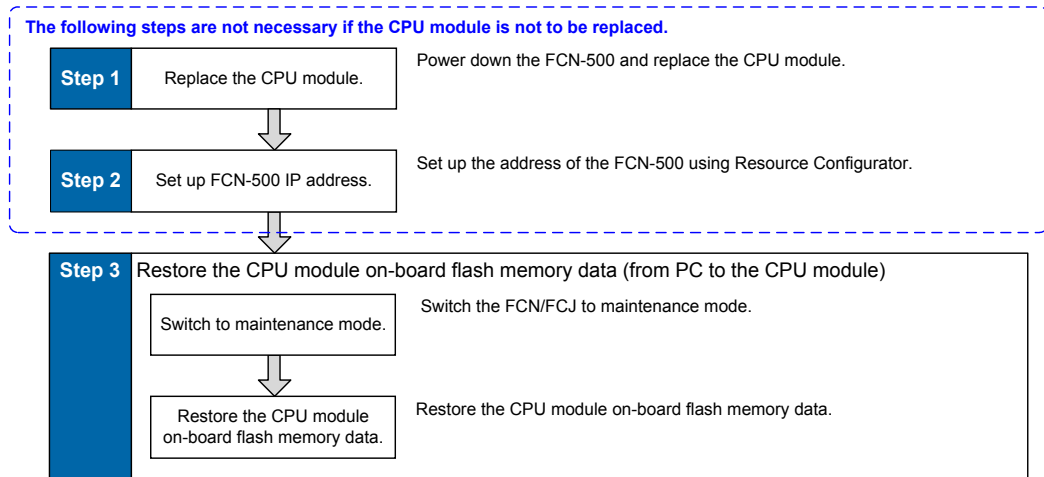 The following steps are not necessary if the CPU module is not to be replaced.
Step 1
Replace the CPU module.
Power down the FCN-500 and replace the CPU module.
Step 2
Set up FCN-500 IP address.
Set up the address of the FCN-500 using Resource Configurator.
Step 3
Restore the CPU module on-board flash memory data (from PC to the CPU module)
Switch to maintenance mode.
Switch the FCN/FCJ to maintenance mode.
Restore the CPU module
on-board flash memory data.
Restore the CPU module on-board flash memory data.